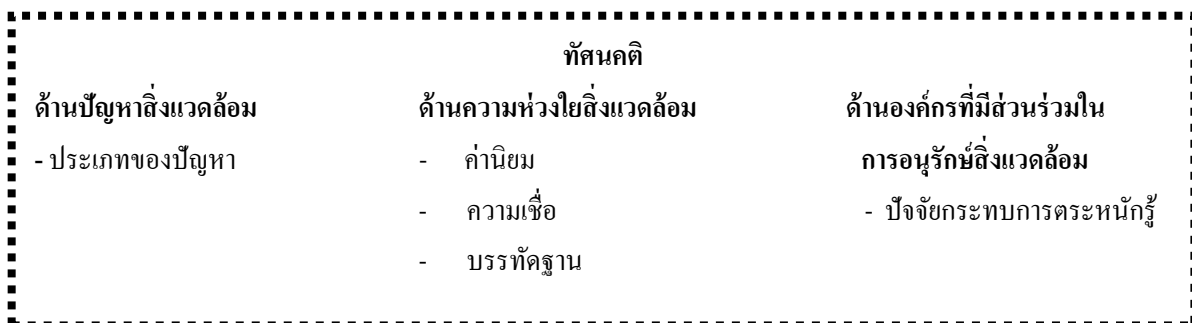 ทัศนคติ
ด้านปัญหาสิ่งแวดล้อม
- ประเภทของปัญหา
ด้านความห่วงใยสิ่งแวดล้อม
- ค่านิยม
- ความเชื่อ
- บรรทัดฐาน
ด้านองค์กรที่มีส่วนร่วมใน
การอนุรักษ์สิ่งแวดล้อม
- ปัจจัยกระทบการตระหนักรู้